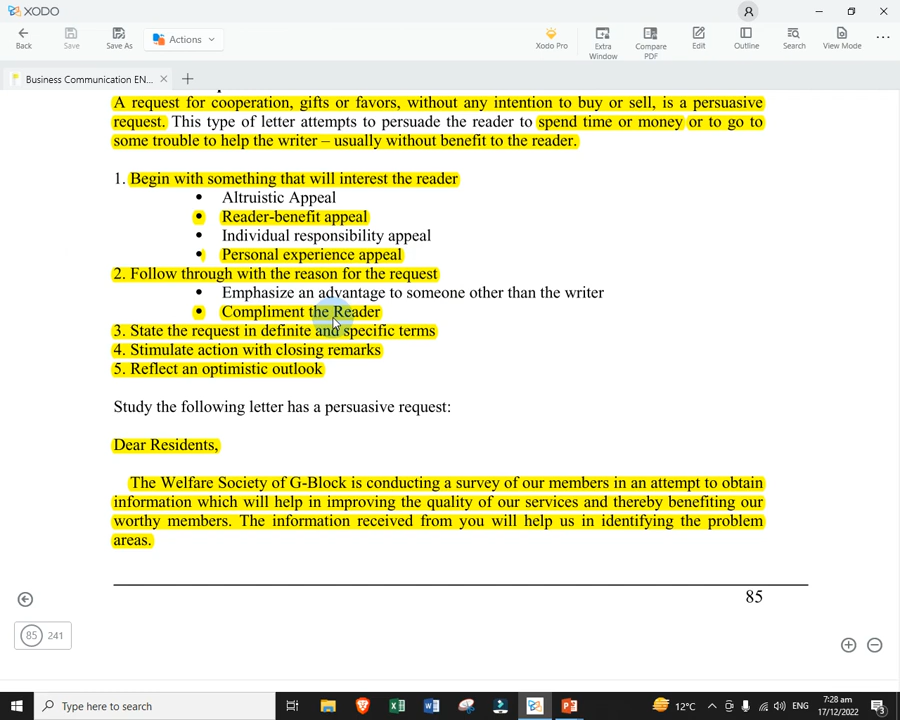 XODO
Back
Save
Save As
Actions
Xodo Pro
Extra Window
Compare PDF
Edit
Outline
Search
View Mode
Business Communication EN...
A request for cooperation, gifts or favors, without any intention to buy or sell, is a persuasive
request. This type of letter attempts to persuade the reader to spend time or money or to go to
some trouble to help the writer – usually without benefit to the reader.
1. Begin with something that will interest the reader
• Altruistic Appeal
• Reader-benefit appeal
• Individual responsibility appeal
• Personal experience appeal
2. Follow through with the reason for the request
• Emphasize an advantage to someone other than the writer
• Compliment the Reader
3. State the request in definite and specific terms
4. Stimulate action with closing remarks
5. Reflect an optimistic outlook
Study the following letter has a persuasive request:
Dear Residents,
The Welfare Society of G-Block is conducting a survey of our members in an attempt to obtain
information which will help in improving the quality of our services and thereby benefiting our
worthy members. The information received from you will help us in identifying the problem
areas.
85
85 241
Type here to search
12°C
ENG
7:28 am
17/12/2022
3